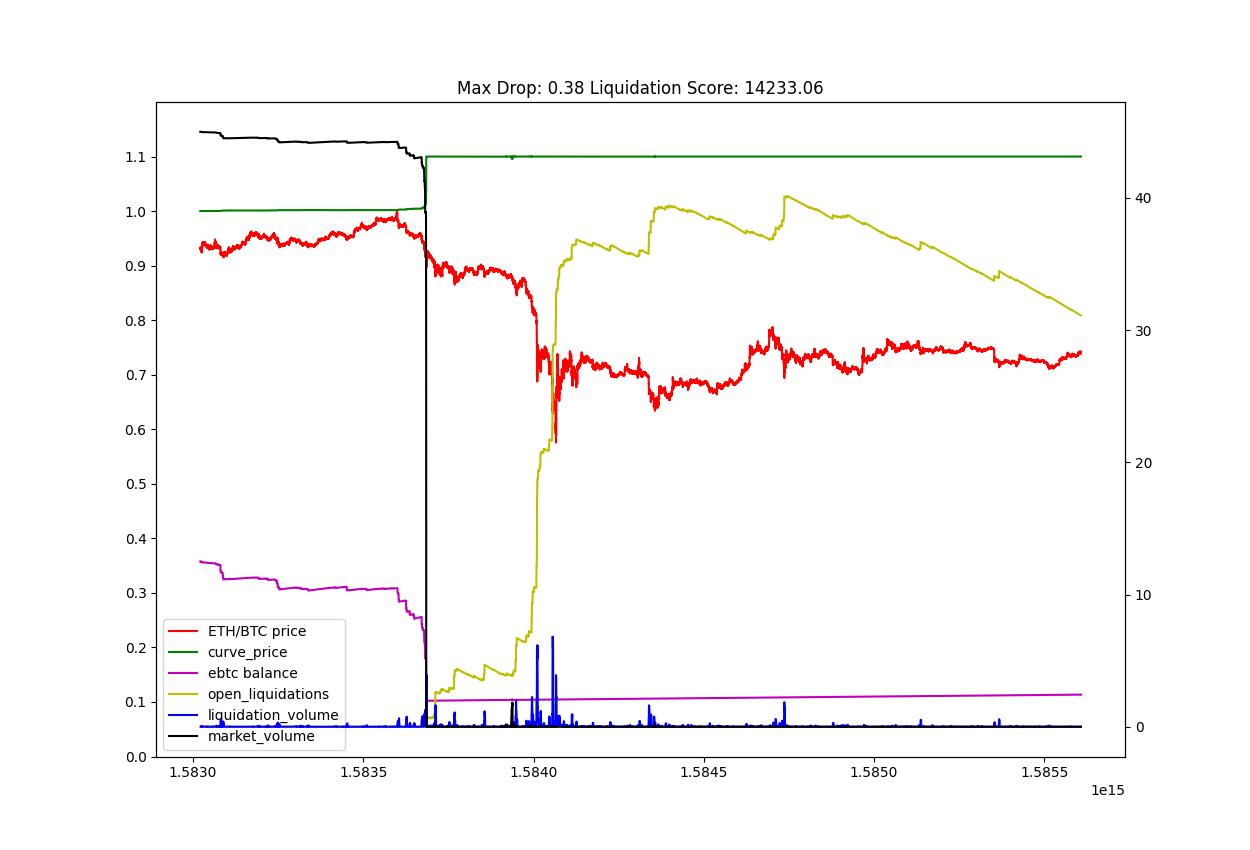 Max Drop: 0.38 Liquidation Score: 14233.06
1.1
1.0
0.9
0.8
0.7
0.6
0.5
0.4
0.3
0.2
0.1
0.0
40
30
20
10
0
ETH/BTC price
curve_price
ebtc balance
open_liquidations
liquidation_volume
market_volume
1.5830 1.5835 1.5840 1.5845 1.5850 1.5855
1e15